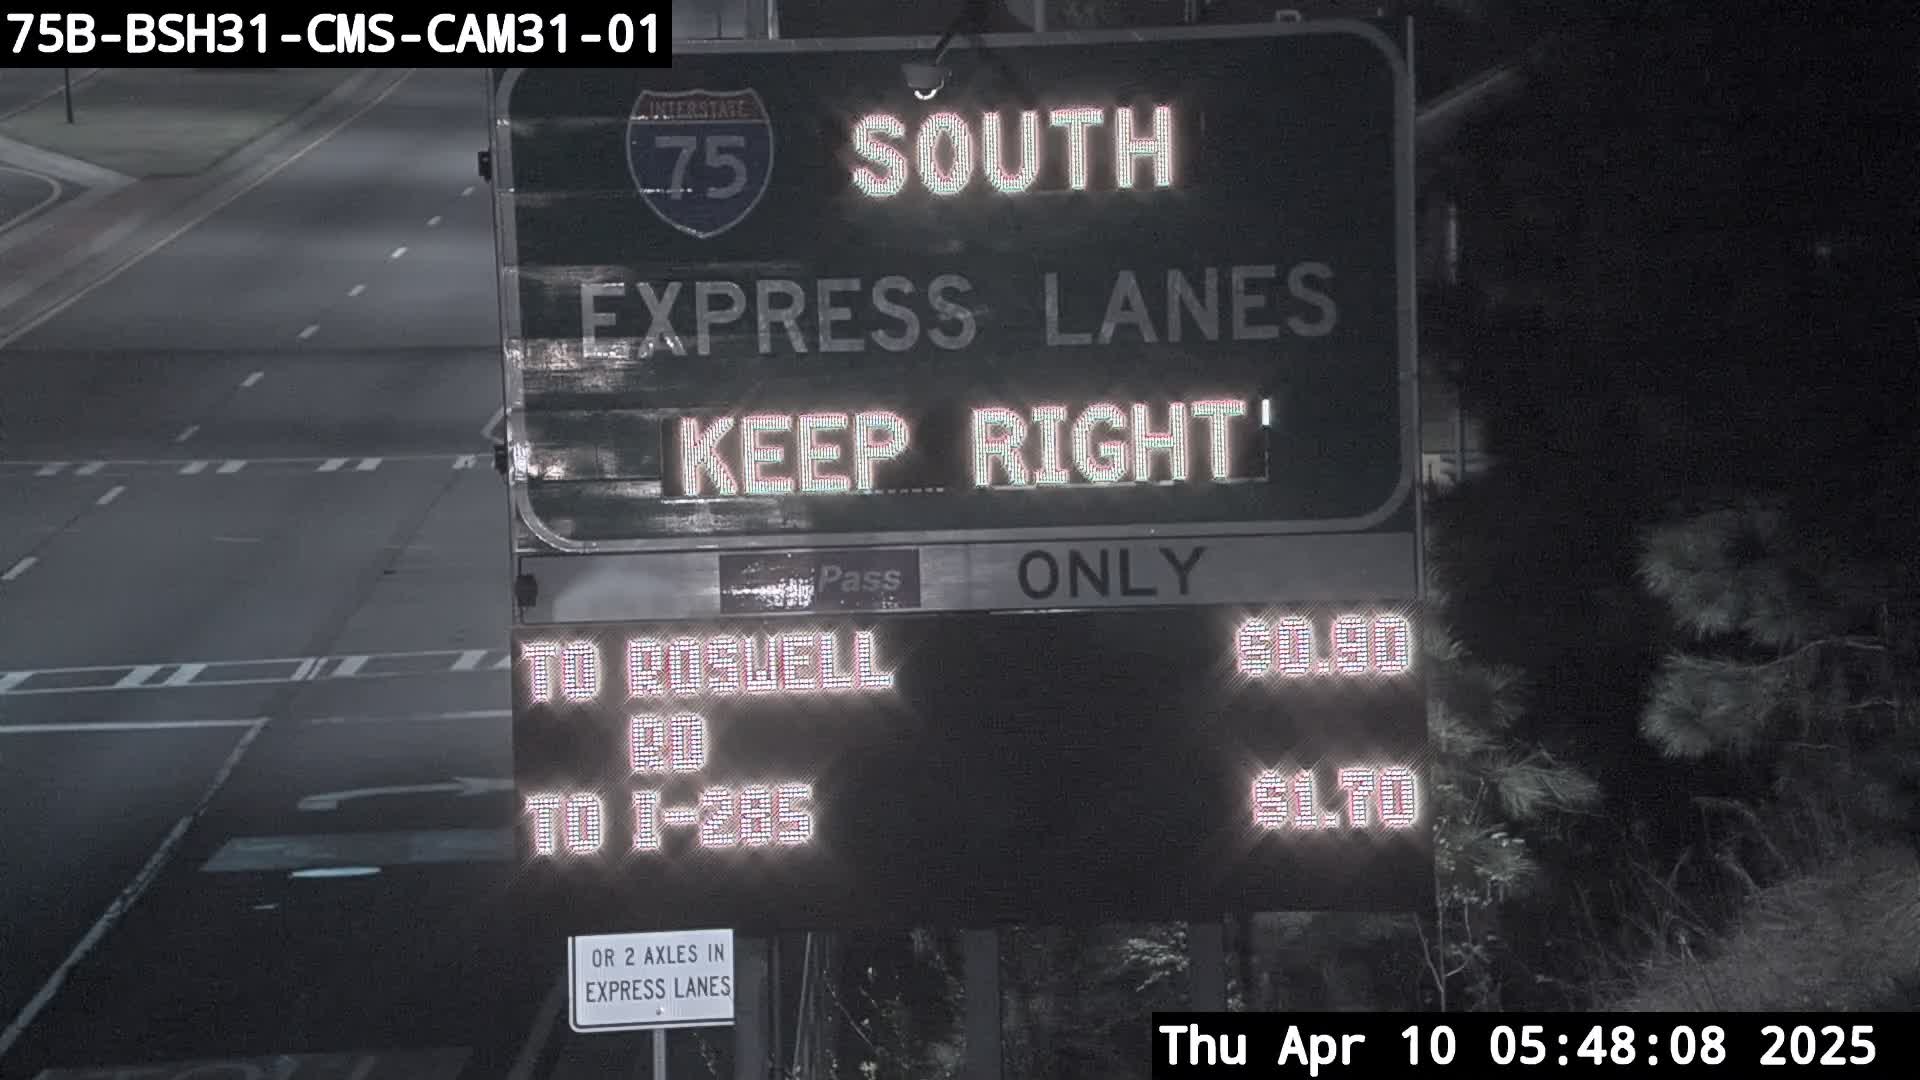 75B-BSH31-CMS-CAM31-01
INTERSTATE
75
SOUTH
EXPRESS LANES
KEEP RIGHT
Pass ONLY
TO ROSWELL $0.90
RD
TO I-285 $1.70
OR 2 AXLES IN
EXPRESS LANES
Thu Apr 10 05:48:08 2025